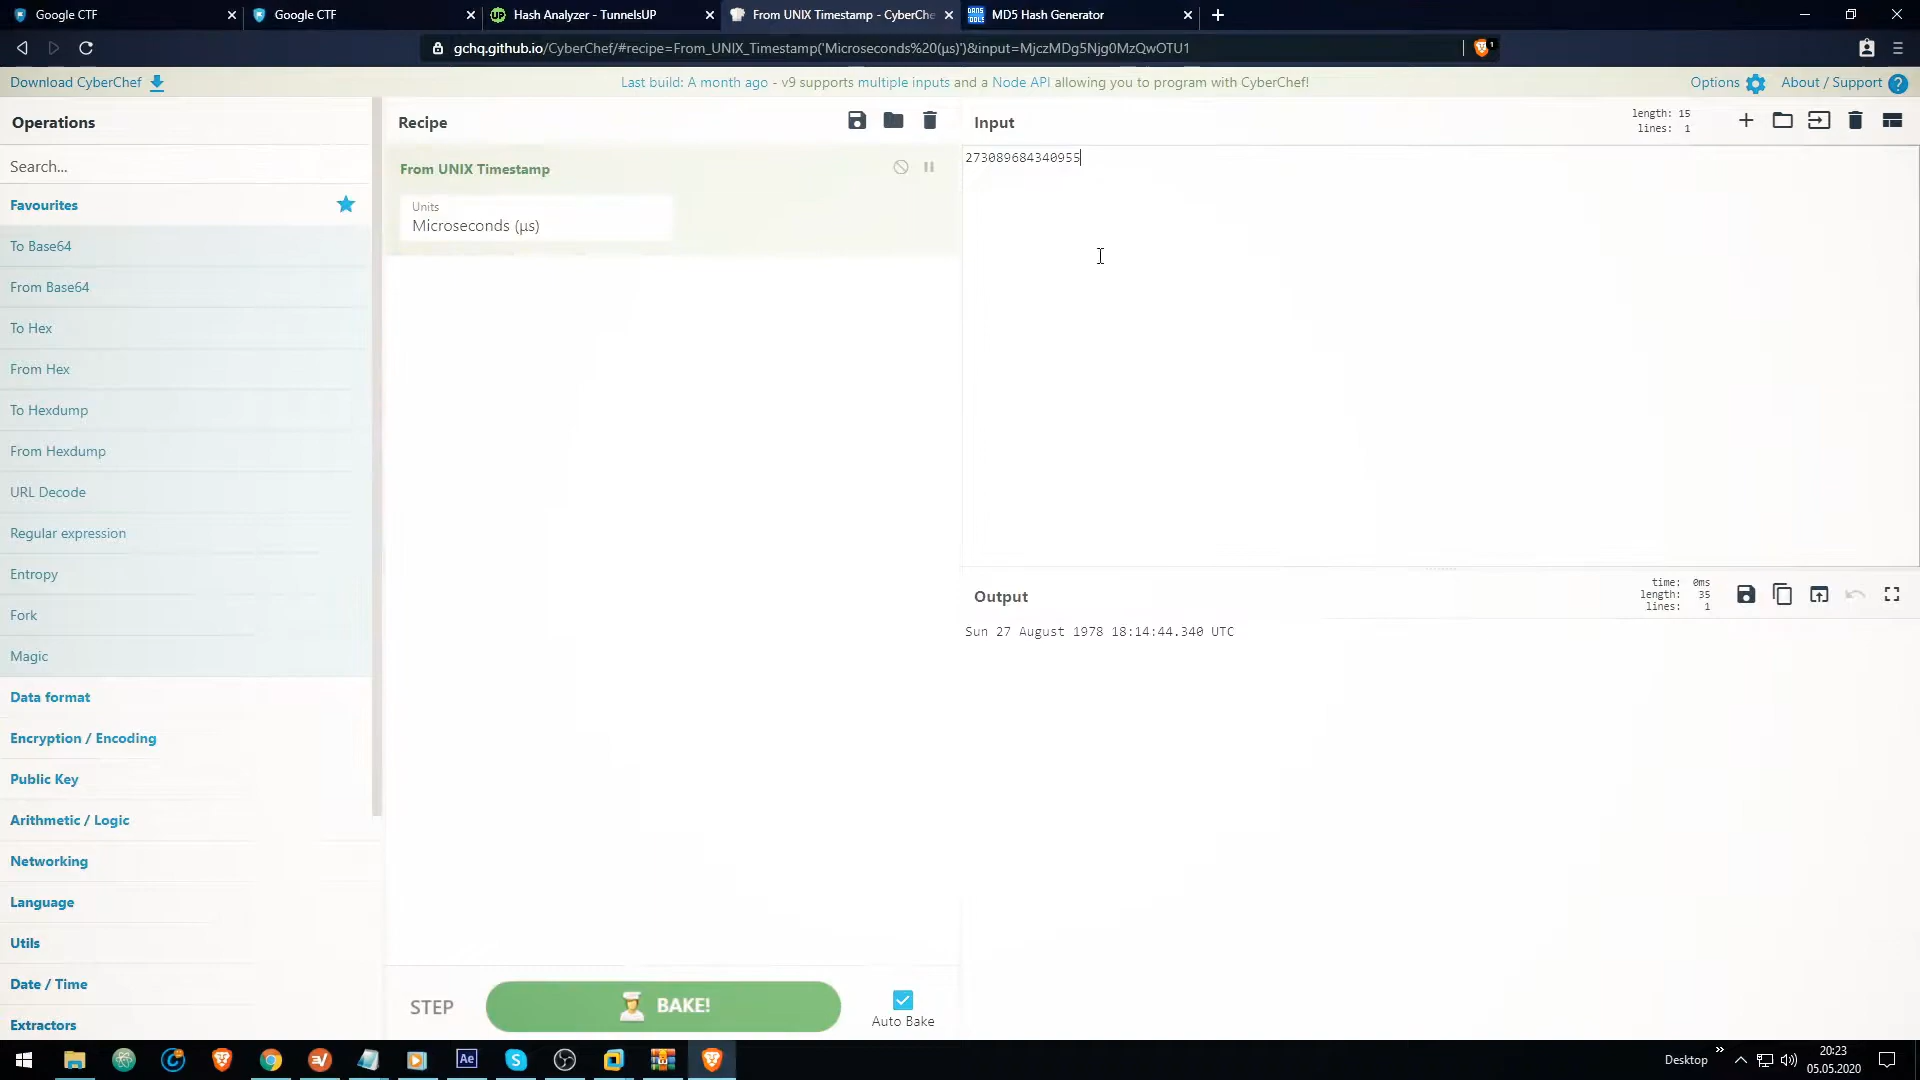 Google CTF
Google CTF
Hash Analyzer - TunnelsUP
From UNIX Timestamp - CyberChe
MD5 Hash Generator
gchq.github.io/CyberChef/#recipe=From_UNIX_Timestamp('Microseconds%20(μs)')&input=MjczMDg5Njg0MzQwOTU1
1
Download CyberChef
Last build: A month ago - v9 supports multiple inputs and a Node API allowing you to program with CyberChef!
Options
About / Support ?
Operations
Search...
Favourites
To Base64
From Base64
To Hex
From Hex
To Hexdump
From Hexdump
URL Decode
Regular expression
Entropy
Fork
Magic
Data format
Encryption / Encoding
Public Key
Arithmetic / Logic
Networking
Language
Utils
Date / Time
Extractors
Recipe
From UNIX Timestamp
Units
Microseconds (μs)
STEP
BAKE!
Auto Bake
Input
length: 15
lines: 1
273089684340955
Output
time: 0ms
length: 35
lines: 1
Sun 27 August 1978 18:14:44.340 UTC
Ae
Desktop
20:23
05.05.2020